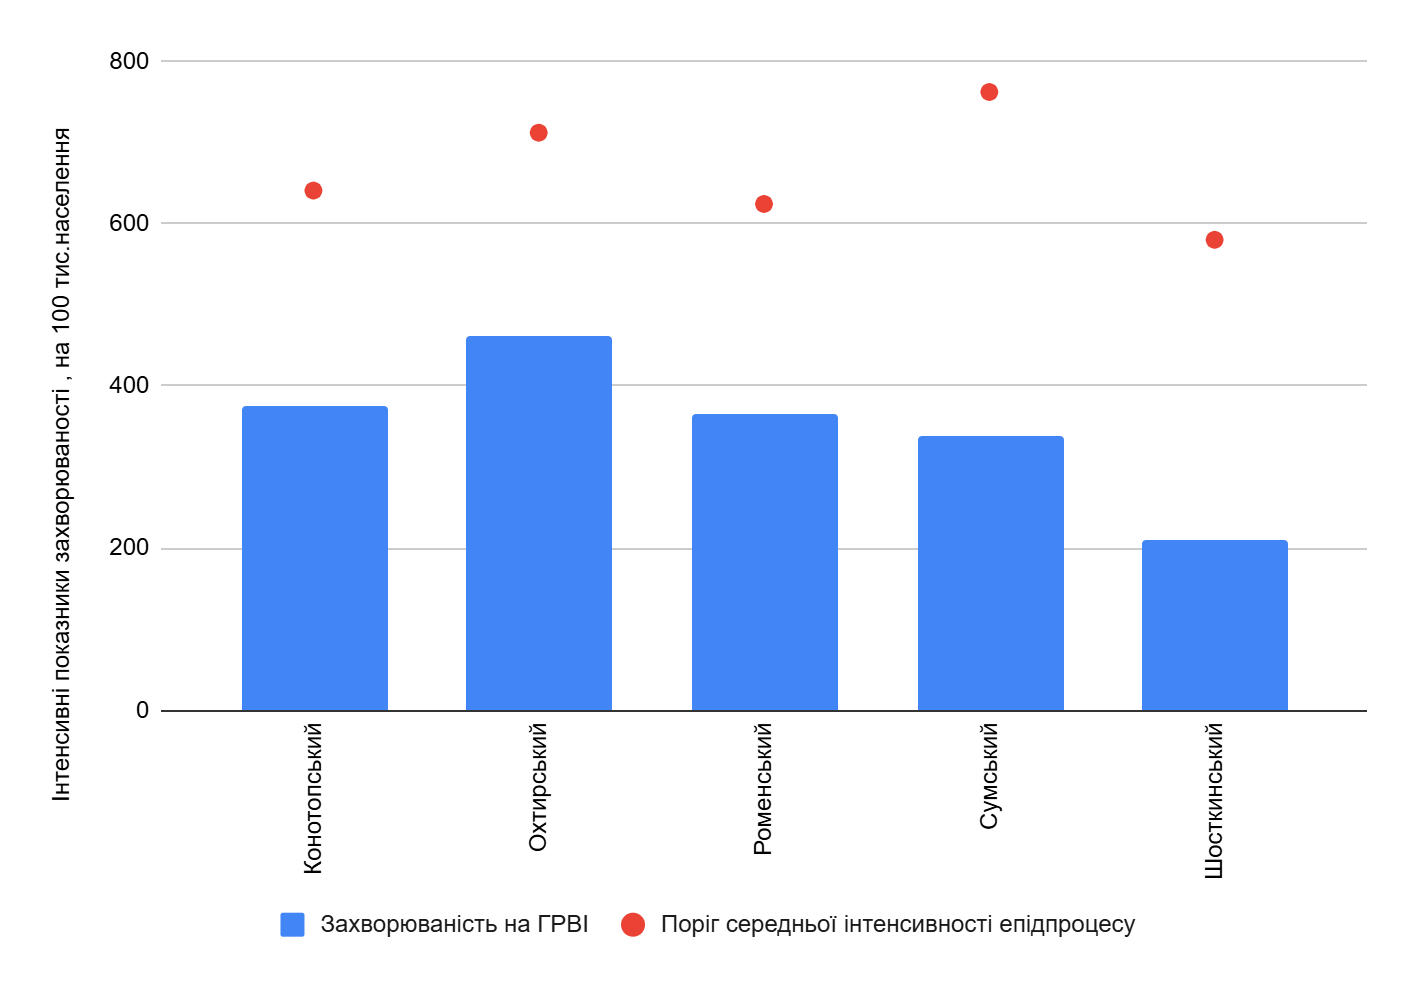 Інтенсивні показники захворюваності , на 100 тис.населення
800
600
400
200
0
Конотопський
Охтирський
Роменський
Сумський
Шосткинський
Захворюваність на ГРВІ
Поріг середньої інтенсивності епідпроцесу